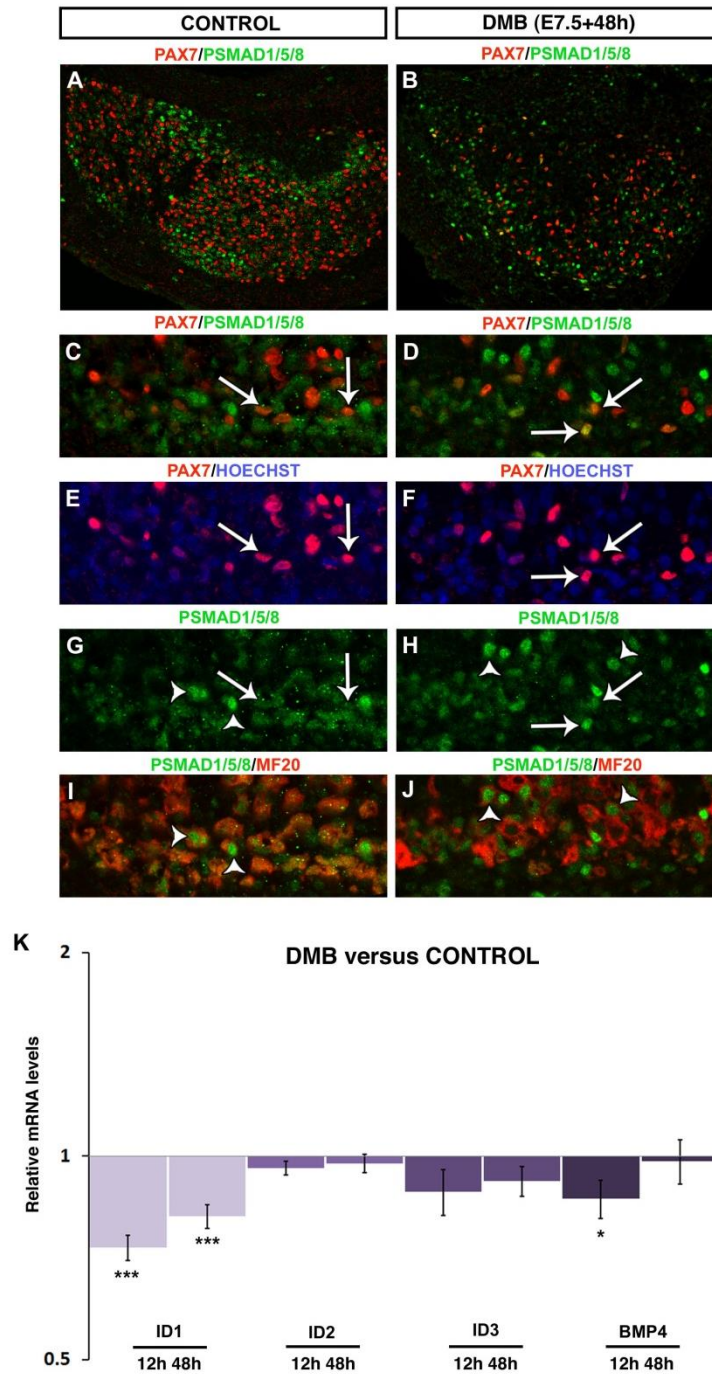 CONTROL DMB (E7.5+48h)
PAX7/PSMAD1/5/8 PAX7/PSMAD1/5/8
A B
PAX7/PSMAD1/5/8 PAX7/PSMAD1/5/8
C D
PAX7/HOECHST PAX7/HOECHST
E F
PSMAD1/5/8 PSMAD1/5/8
G H
PSMAD1/5/8/MF20 PSMAD1/5/8/MF20
I J
K
DMB versus CONTROL
Relative mRNA levels
2
1
*** *** *
ID1 ID2 ID3 BMP4
0.5
12h 48h 12h 48h 12h 48h 12h 48h